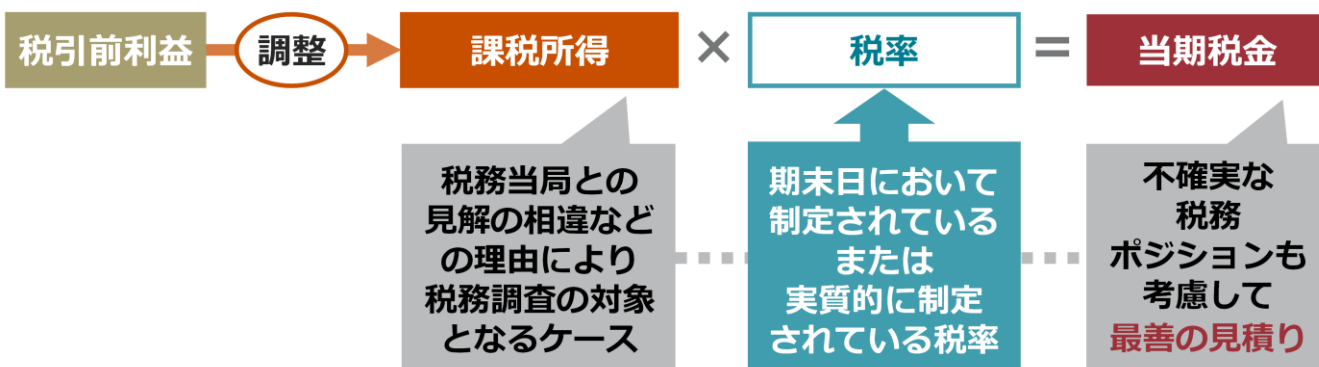 税引前利益
調整
課税所得
×
税率
=
当期税金
税務当局との
見解の相違など
の理由により
税務調査の対象
となるケース
期末日において
制定されている
または
実質的に制定
されている税率
不確実な
税務
ポジションも
考慮して
最善の見積り